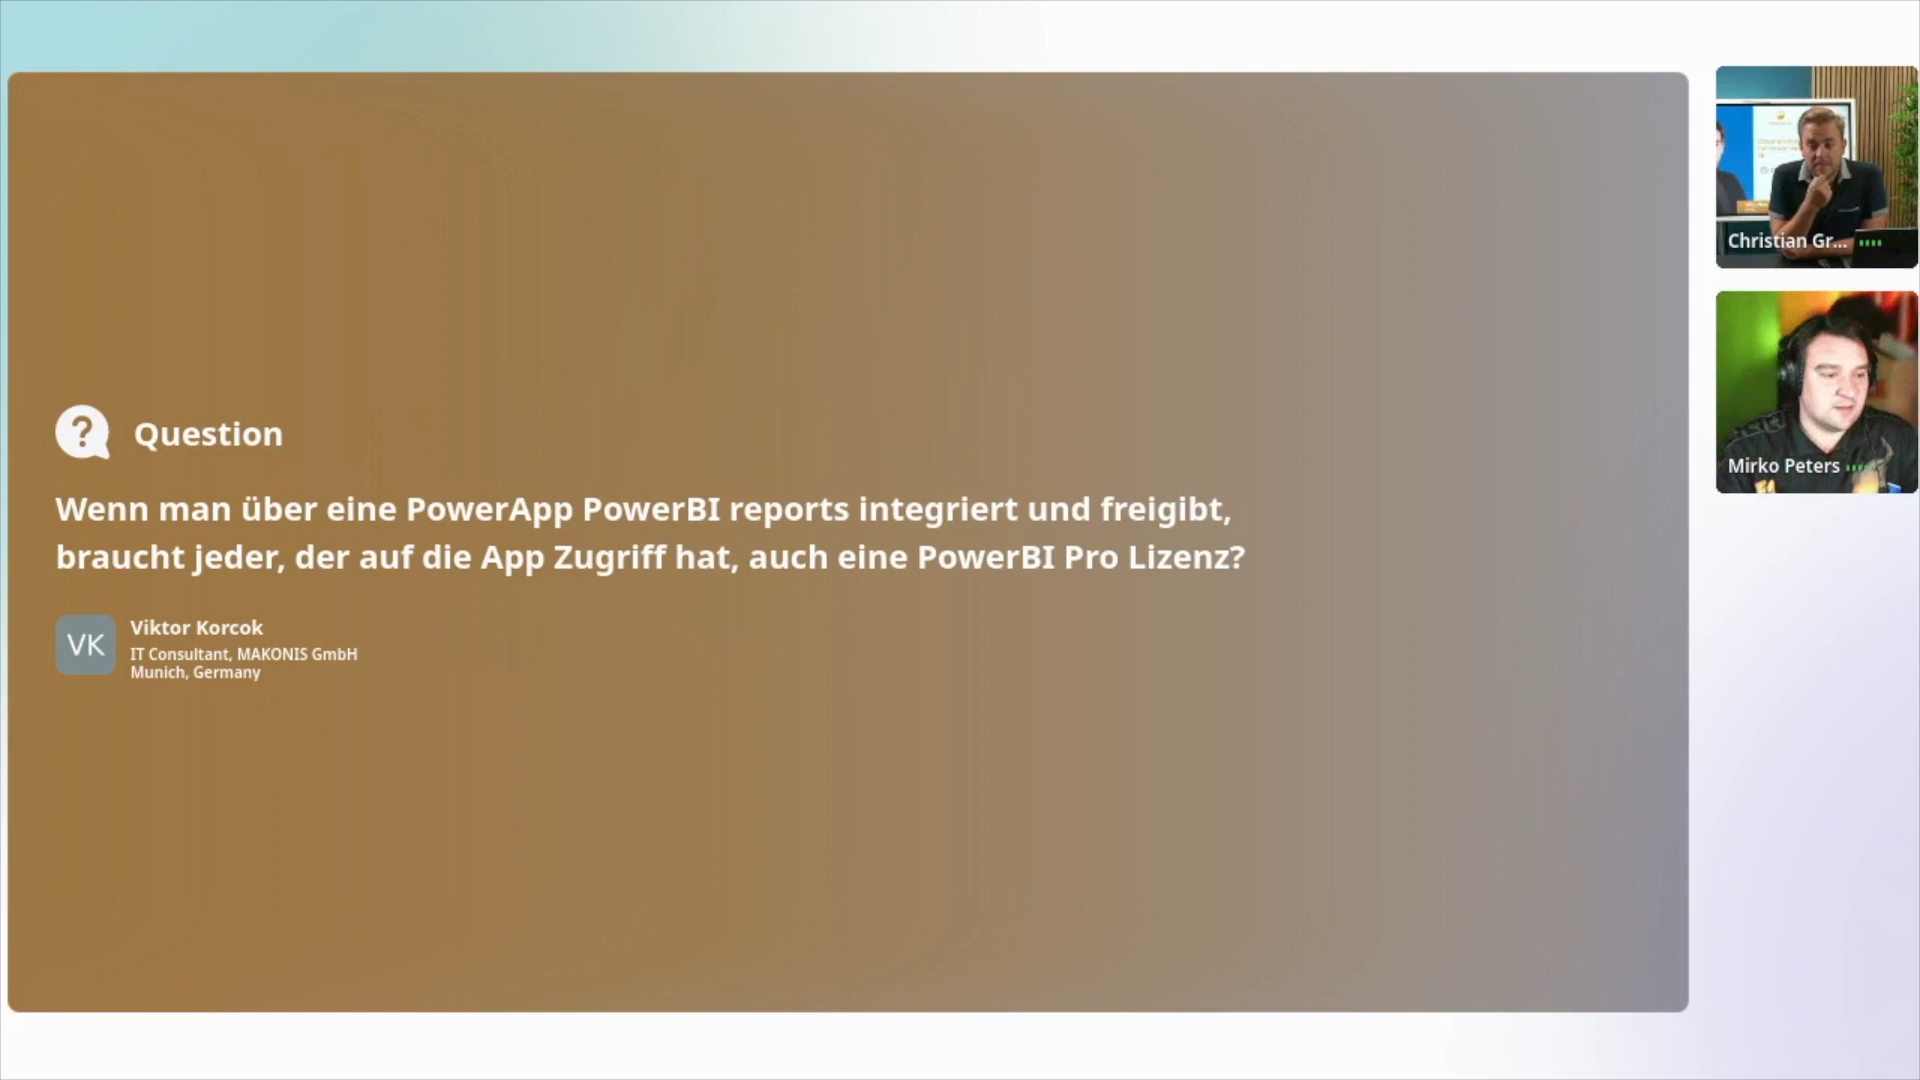 Question
Wenn man über eine PowerApp PowerBI reports integriert und freigibt,
braucht jeder, der auf die App Zugriff hat, auch eine PowerBI Pro Lizenz?
VK
Viktor Korcok
IT Consultant, MAKONIS GmbH
Munich, Germany
Christian Gr...
Mirko Peters